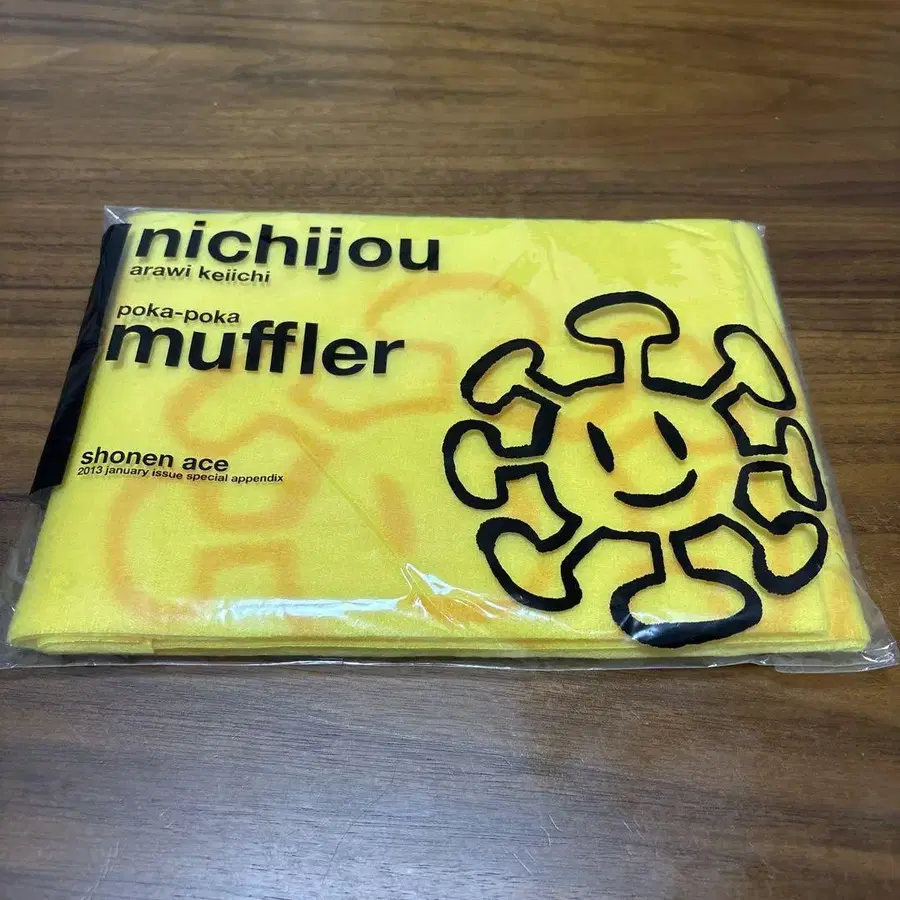 nichijou
arawi keiichi
poka-poka
muffler
shonen ace
2013 january issue special appendix